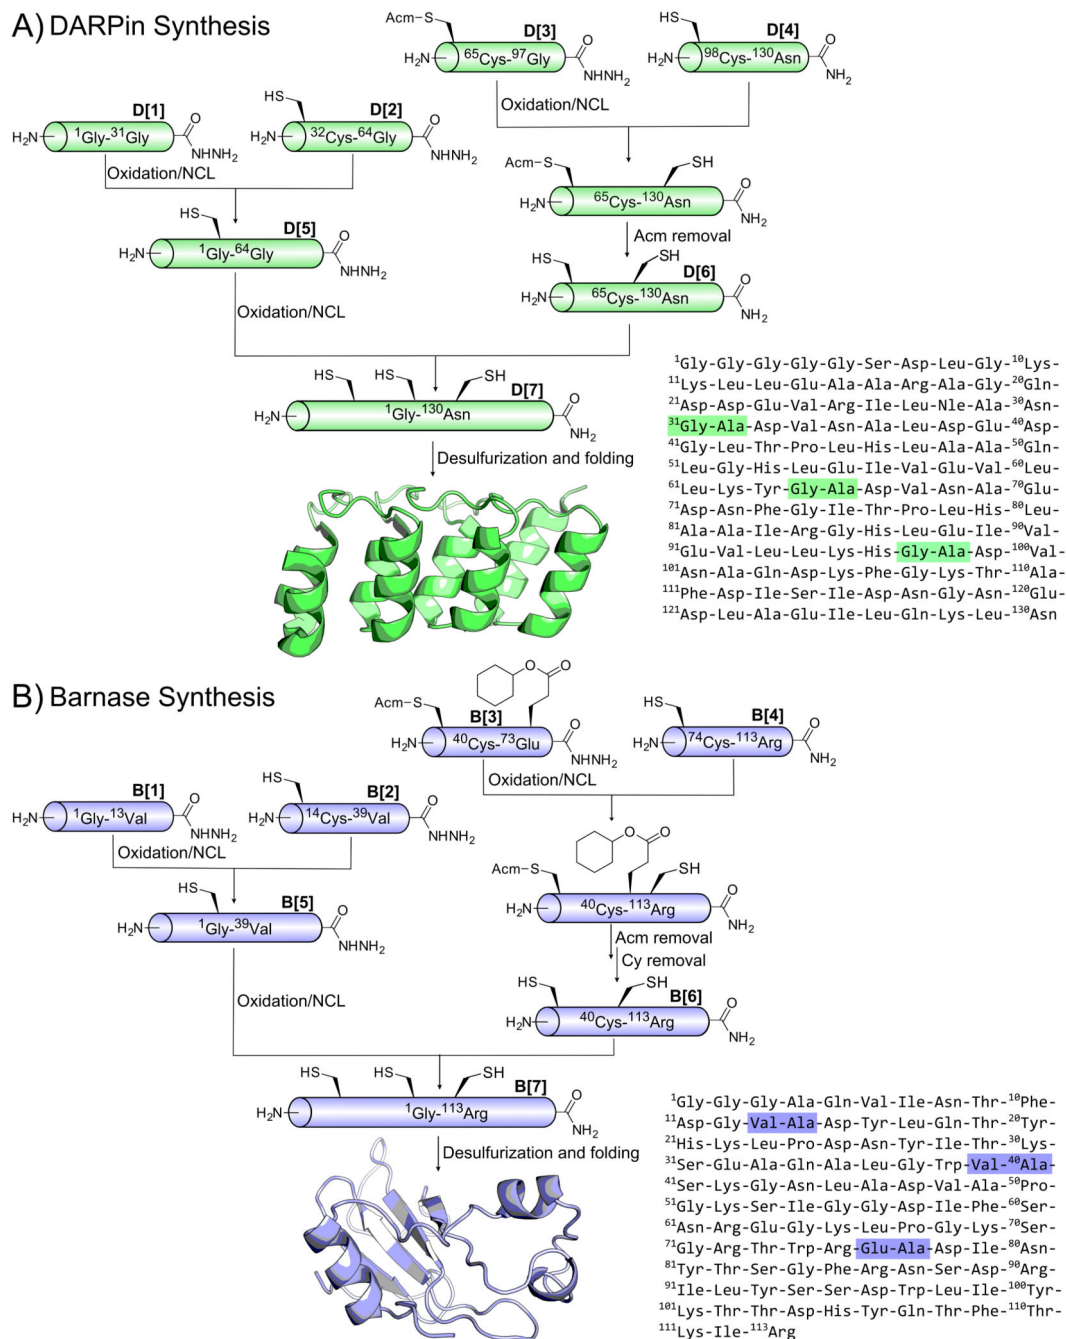 A) DARPin Synthesis
Acm-S
D[3]
H₂N
⁶⁵Cys-⁹⁷Gly
O
NHNH₂
HS
D[4]
H₂N
⁹⁸Cys-¹³⁰Asn
O
NH₂
Oxidation/NCL
D[1]
H₂N
¹Gly-³¹Gly
O
NHNH₂
HS
D[2]
H₂N
³²Cys-⁶⁴Gly
O
NHNH₂
Oxidation/NCL
Acm-S
SH
H₂N
⁶⁵Cys-¹³⁰Asn
O
NH₂
HS
D[5]
H₂N
¹Gly-⁶⁴Gly
O
NHNH₂
Acm removal
HS
SH
D[6]
H₂N
⁶⁵Cys-¹³⁰Asn
O
NH₂
Oxidation/NCL
HS
HS
SH
D[7]
H₂N
¹Gly-¹³⁰Asn
O
NH₂
Desulfurization and folding
¹Gly-Gly-Gly-Gly-Gly-Ser-Asp-Leu-Gly-¹⁰Lys-
¹¹Lys-Leu-Leu-Glu-Ala-Ala-Arg-Ala-Gly-²⁰Gln-
²¹Asp-Asp-Glu-Val-Arg-Ile-Leu-Nle-Ala-³⁰Asn-
³¹Gly-Ala-Asp-Val-Asn-Ala-Leu-Asp-Glu-⁴⁰Asp-
⁴¹Gly-Leu-Thr-Pro-Leu-His-Leu-Ala-Ala-⁵⁰Gln-
⁵¹Leu-Gly-His-Leu-Glu-Ile-Val-Glu-Val-⁶⁰Leu-
⁶¹Leu-Lys-Tyr-Gly-Ala-Asp-Val-Asn-Ala-⁷⁰Glu-
⁷¹Asp-Asn-Phe-Gly-Ile-Thr-Pro-Leu-His-⁸⁰Leu-
⁸¹Ala-Ala-Ile-Arg-Gly-His-Leu-Glu-Ile-⁹⁰Val-
⁹¹Glu-Val-Leu-Leu-Lys-His-Gly-Ala-Asp-¹⁰⁰Val-
¹⁰¹Asn-Ala-Gln-Asp-Lys-Phe-Gly-Lys-Thr-¹¹⁰Ala-
¹¹¹Phe-Asp-Ile-Ser-Ile-Asp-Asn-Gly-Asn-¹²⁰Glu-
¹²¹Asp-Leu-Ala-Glu-Ile-Leu-Gln-Lys-Leu-¹³⁰Asn
B) Barnase Synthesis
O
O
Acm-S
B[3]
H₂N
⁴⁰Cys-⁷³Glu
O
NHNH₂
HS
B[4]
H₂N
⁷⁴Cys-¹¹³Arg
O
NH₂
Oxidation/NCL
B[1]
H₂N
¹Gly-¹³Val
O
NHNH₂
HS
B[2]
H₂N
¹⁴Cys-³⁹Val
O
NHNH₂
Oxidation/NCL
O
O
Acm-S
SH
H₂N
⁴⁰Cys-¹¹³Arg
O
NH₂
HS
B[5]
H₂N
¹Gly-³⁹Val
O
NHNH₂
Acm removal
Cy removal
HS
SH
B[6]
H₂N
⁴⁰Cys-¹¹³Arg
O
NH₂
Oxidation/NCL
HS
HS
SH
B[7]
H₂N
¹Gly-¹¹³Arg
O
NH₂
Desulfurization and folding
¹Gly-Gly-Gly-Ala-Gln-Val-Ile-Asn-Thr-¹⁰Phe-
¹¹Asp-Gly-Val-Ala-Asp-Tyr-Leu-Gln-Thr-²⁰Tyr-
²¹His-Lys-Leu-Pro-Asp-Asn-Tyr-Ile-Thr-³⁰Lys-
³¹Ser-Glu-Ala-Gln-Ala-Leu-Gly-Trp-Val-⁴⁰Ala-
⁴¹Ser-Lys-Gly-Asn-Leu-Ala-Asp-Val-Ala-⁵⁰Pro-
⁵¹Gly-Lys-Ser-Ile-Gly-Gly-Asp-Ile-Phe-⁶⁰Ser-
⁶¹Asn-Arg-Glu-Gly-Lys-Leu-Pro-Gly-Lys-⁷⁰Ser-
⁷¹Gly-Arg-Thr-Trp-Arg-Glu-Ala-Asp-Ile-⁸⁰Asn-
⁸¹Tyr-Thr-Ser-Gly-Phe-Arg-Asn-Ser-Asp-⁹⁰Arg-
⁹¹Ile-Leu-Tyr-Ser-Ser-Asp-Trp-Leu-Ile-¹⁰⁰Tyr-
¹⁰¹Lys-Thr-Thr-Asp-His-Tyr-Gln-Thr-Phe-¹¹⁰Thr-
¹¹¹Lys-Ile-¹¹³Arg